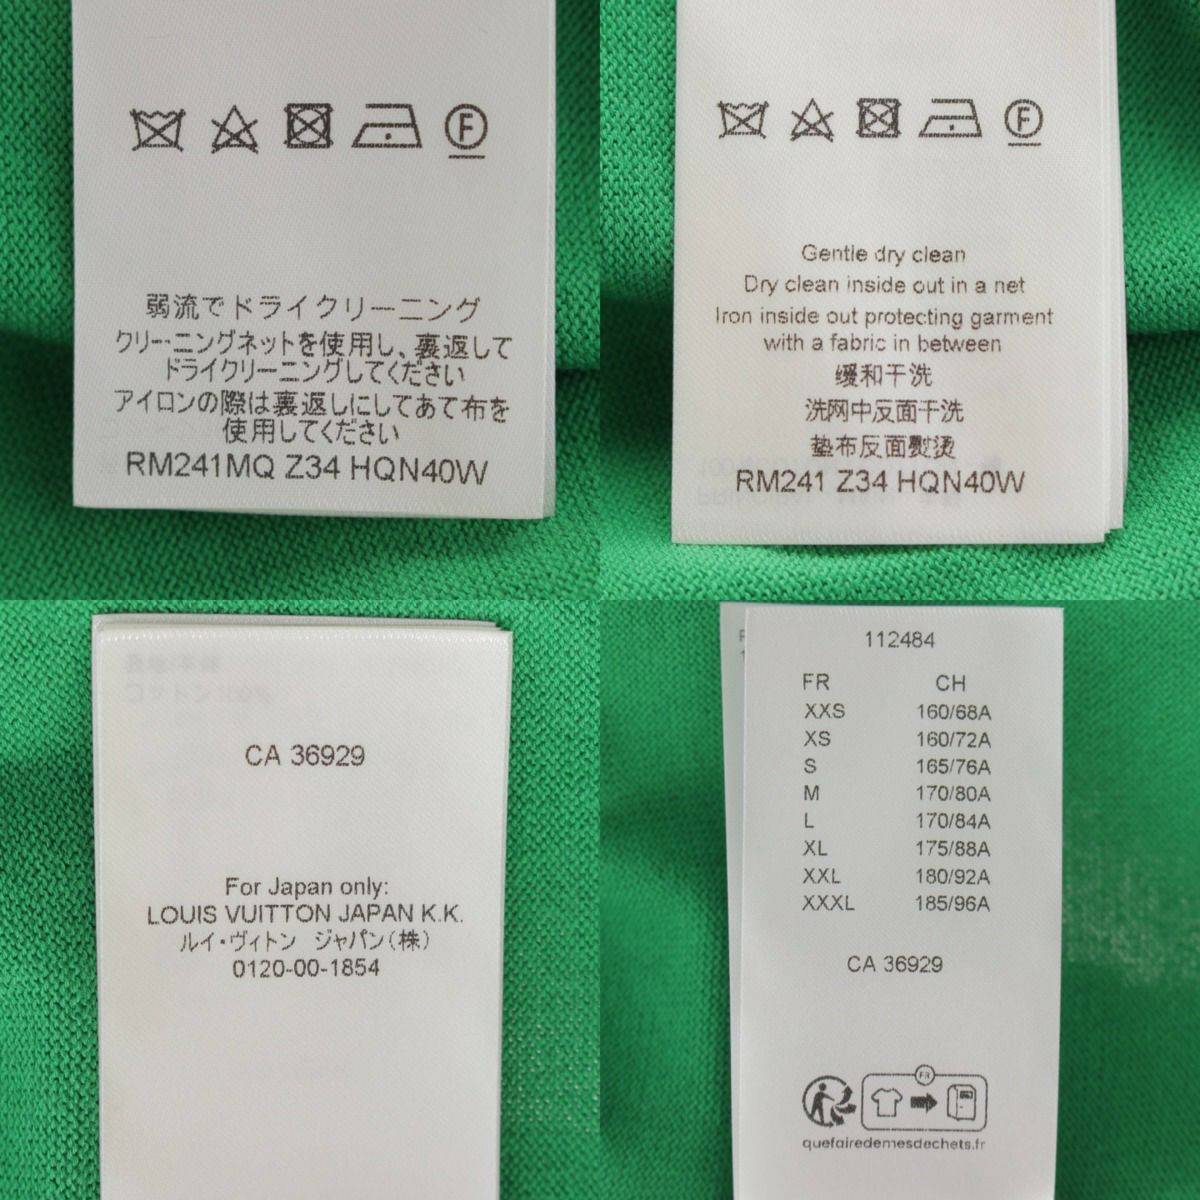 F
弱流でドライクリーニング
クリーニングネットを使用し、裏返して
ドライクリーニングしてください
アイロンの際は裏返しにしてあて布を
使用してください
RM241MQ Z34 HQN40W
F
Gentle dry clean
Dry clean inside out in a net
Iron inside out protecting garment
with a fabric in between
缓和干洗
洗网中反面干洗
垫布反面熨烫
RM241 Z34 HQN40W
コットン100%
CA 36929
For Japan only:
LOUIS VUITTON JAPAN K.K.
ルイ・ヴィトン ジャパン(株)
0120-00-1854
112484
FR CH
XXS 160/68A
XS 160/72A
S 165/76A
M 170/80A
L 170/84A
XL 175/88A
XXL 180/92A
XXXL 185/96A
CA 36929
FR
quefairedemesdechets.fr